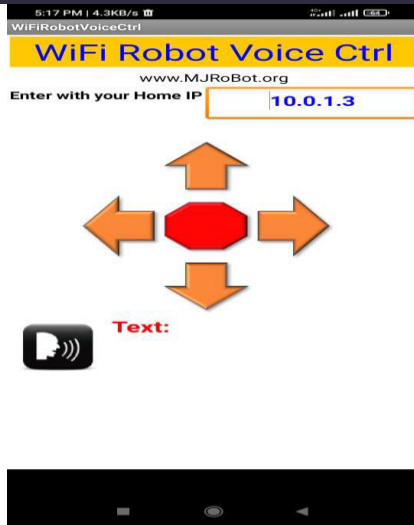 5:17 PM | 4.3KB/s
WiFiRobotVoiceCtrl
WiFi Robot Voice Ctrl
www.MJRoBot.org
Enter with your Home IP 10.0.1.3
Text: